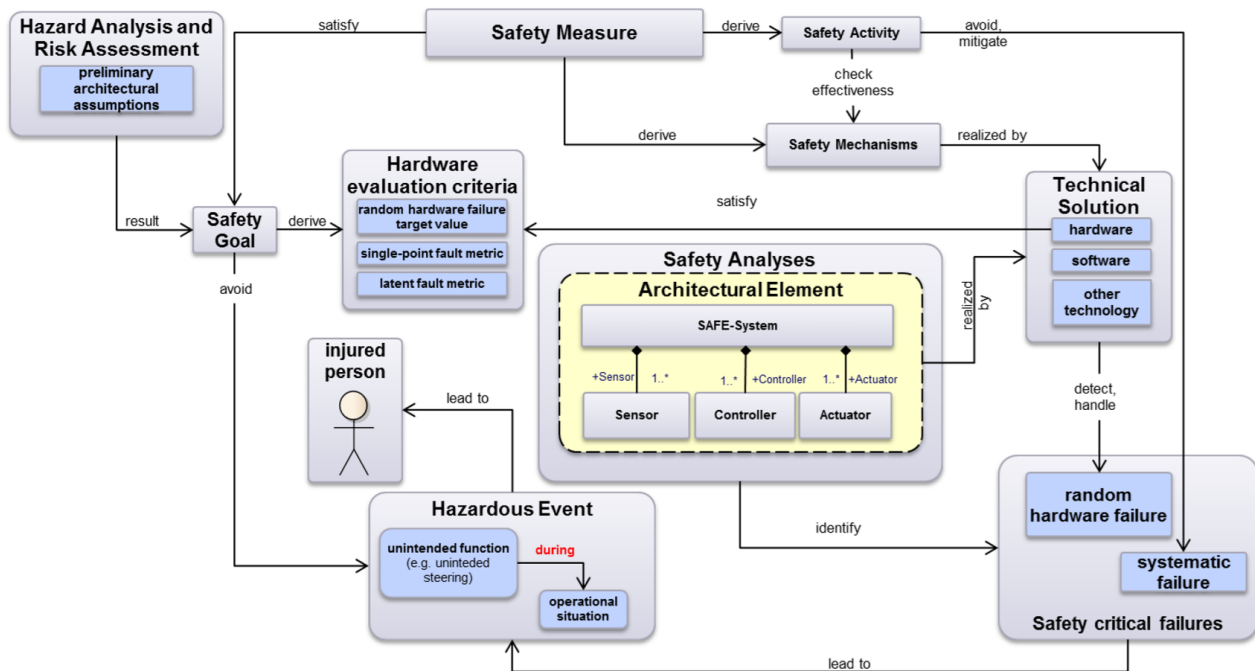 Hazard Analysis and
Risk Assessment
preliminary
architectural
assumptions
satisfy
Safety Measure
derive
Safety Activity
avoid,
mitigate
check
effectiveness
derive
Safety Mechanisms
realized by
result
Safety
Goal
derive
Hardware
evaluation criteria
random hardware failure
target value
single-point fault metric
latent fault metric
satisfy
Technical
Solution
hardware
software
other
technology
avoid
Safety Analyses
Architectural Element
SAFE-System
+Sensor
1..*
1..*
+Controller
1..*
+Actuator
Sensor
Controller
Actuator
realized
by
injured
person
lead to
detect,
handle
Hazardous Event
unintended function
(e.g. uninteded
steering)
during
operational
situation
identify
random
hardware failure
systematic
failure
Safety critical failures
lead to